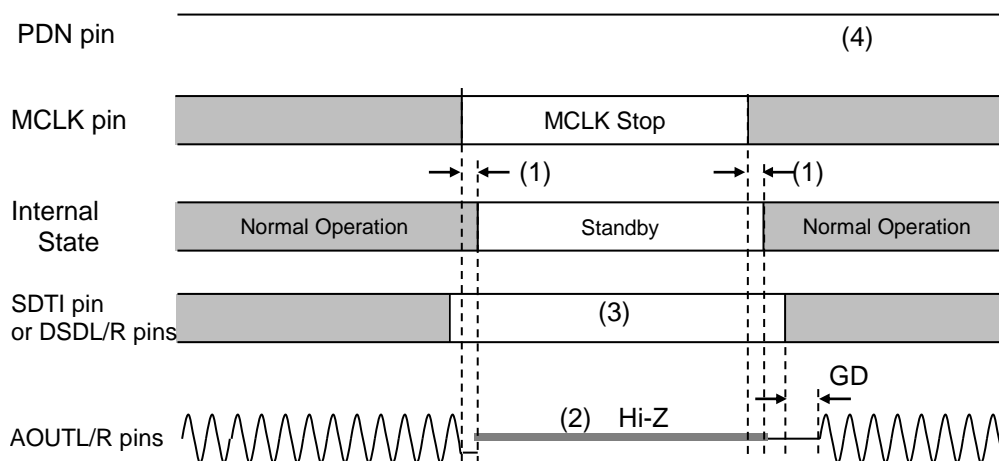 PDN pin
(4)
MCLK pin
MCLK Stop
(1)
(1)
Internal
State
Normal Operation
Standby
Normal Operation
SDTI pin
or DSDL/R pins
(3)
GD
AOUTL/R pins
(2)
Hi-Z